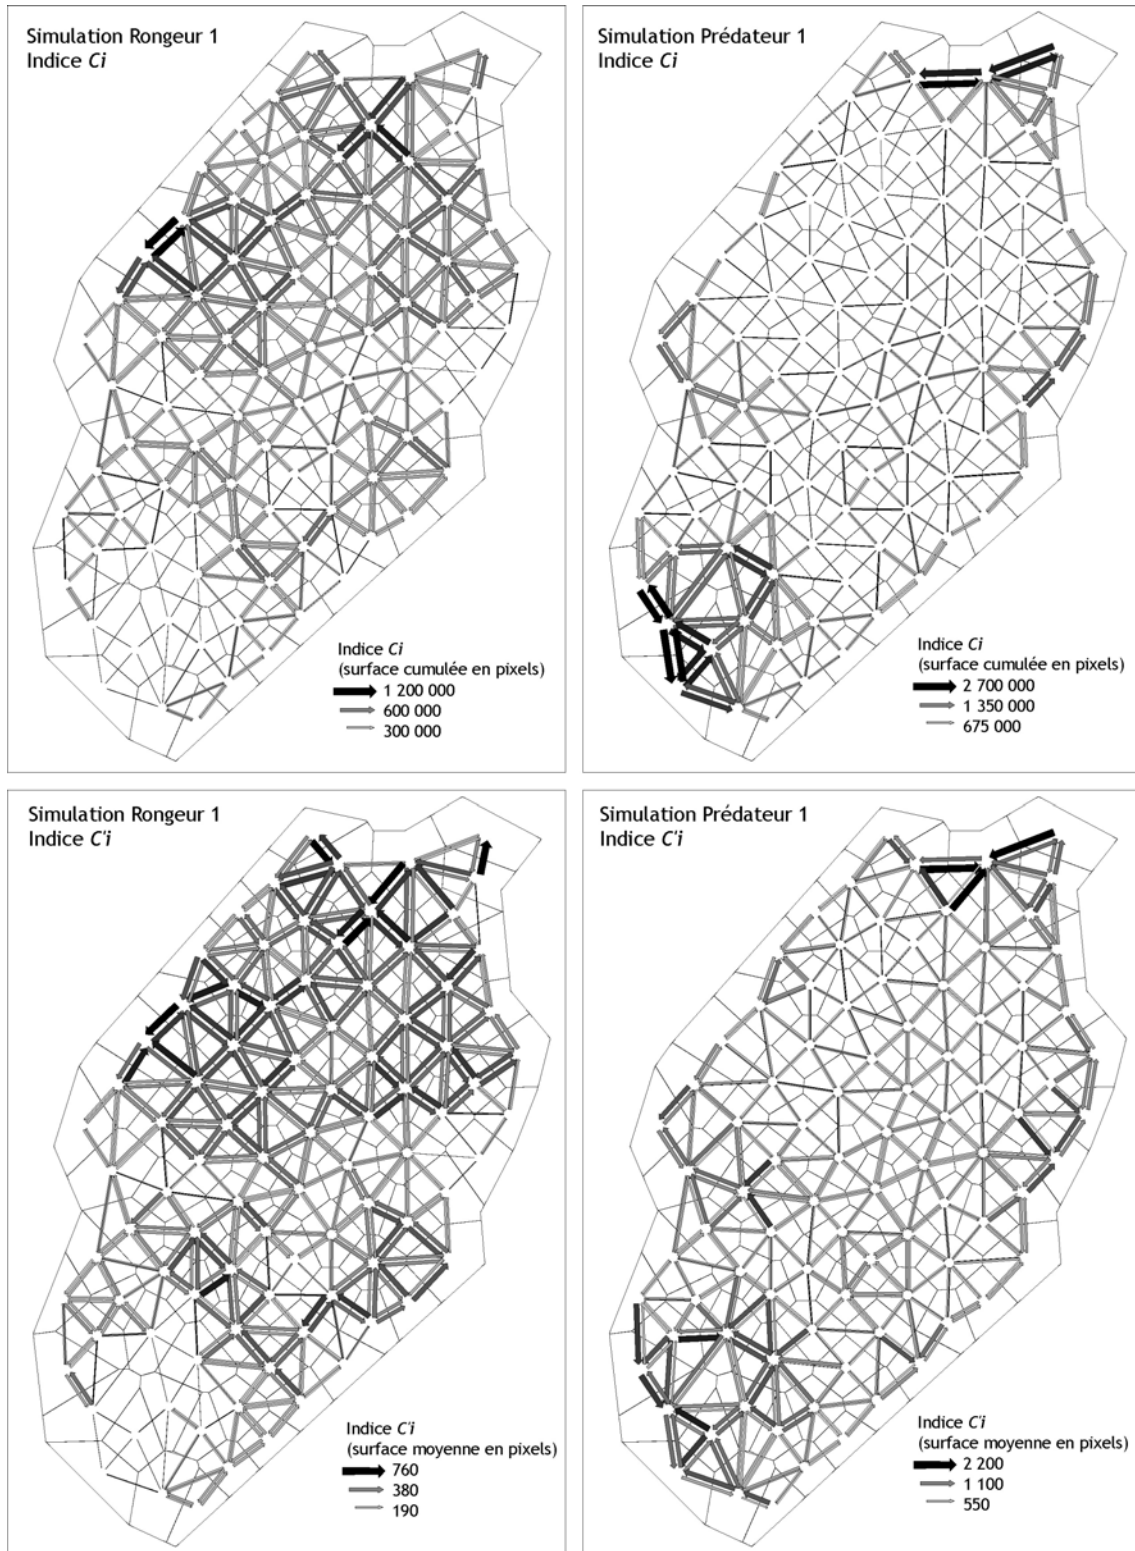 Simulation Rongeur 1
Indice Ci
Indice Ci
(surface cumulée en pixels)
1 200 000
600 000
300 000
Simulation Prédateur 1
Indice Ci
Indice Ci
(surface cumulée en pixels)
2 700 000
1 350 000
675 000
Simulation Rongeur 1
Indice C'i
Indice C'i
(surface moyenne en pixels)
760
380
190
Simulation Prédateur 1
Indice C'i
Indice C'i
(surface moyenne en pixels)
2 200
1 100
550